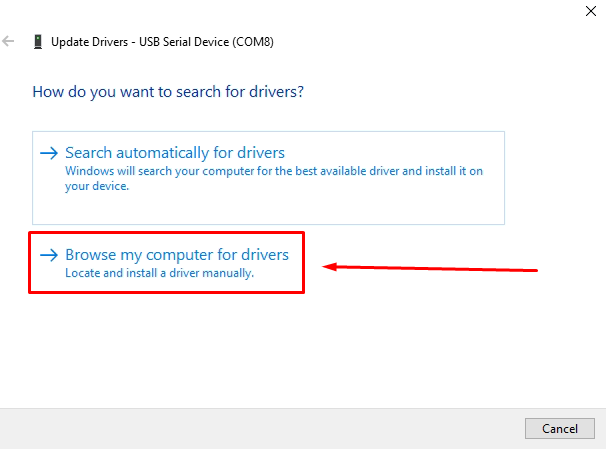 Update Drivers - USB Serial Device (COM8)
How do you want to search for drivers?
Search automatically for drivers
Windows will search your computer for the best available driver and install it on
your device.
Browse my computer for drivers
Locate and install a driver manually.
Cancel